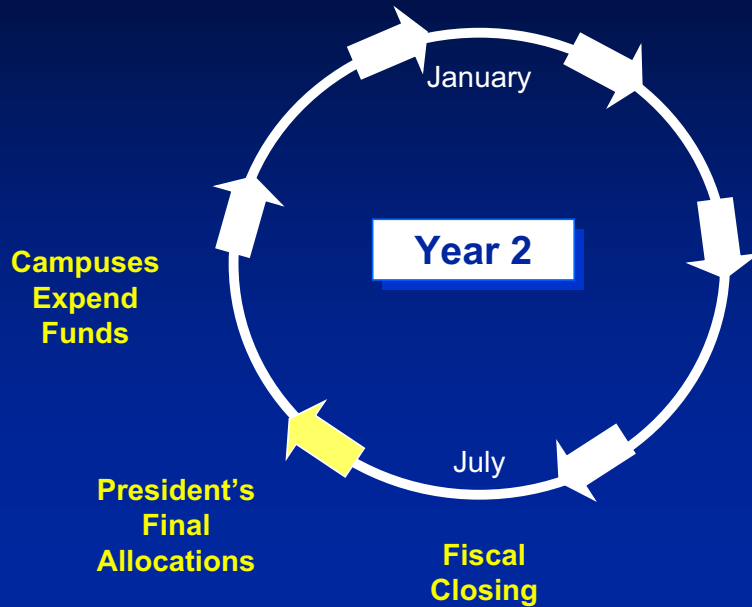 January
Year 2
Campuses
Expend
Funds
July
President's
Final
Allocations
Fiscal
Closing